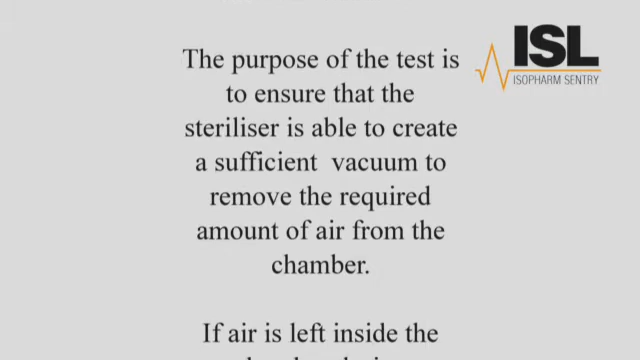 The purpose of the test is
to ensure that the
steriliser is able to create
a sufficient vacuum to
remove the required
amount of air from the
chamber.
If air is left inside the
ISL
ISOPHARM SENTRY